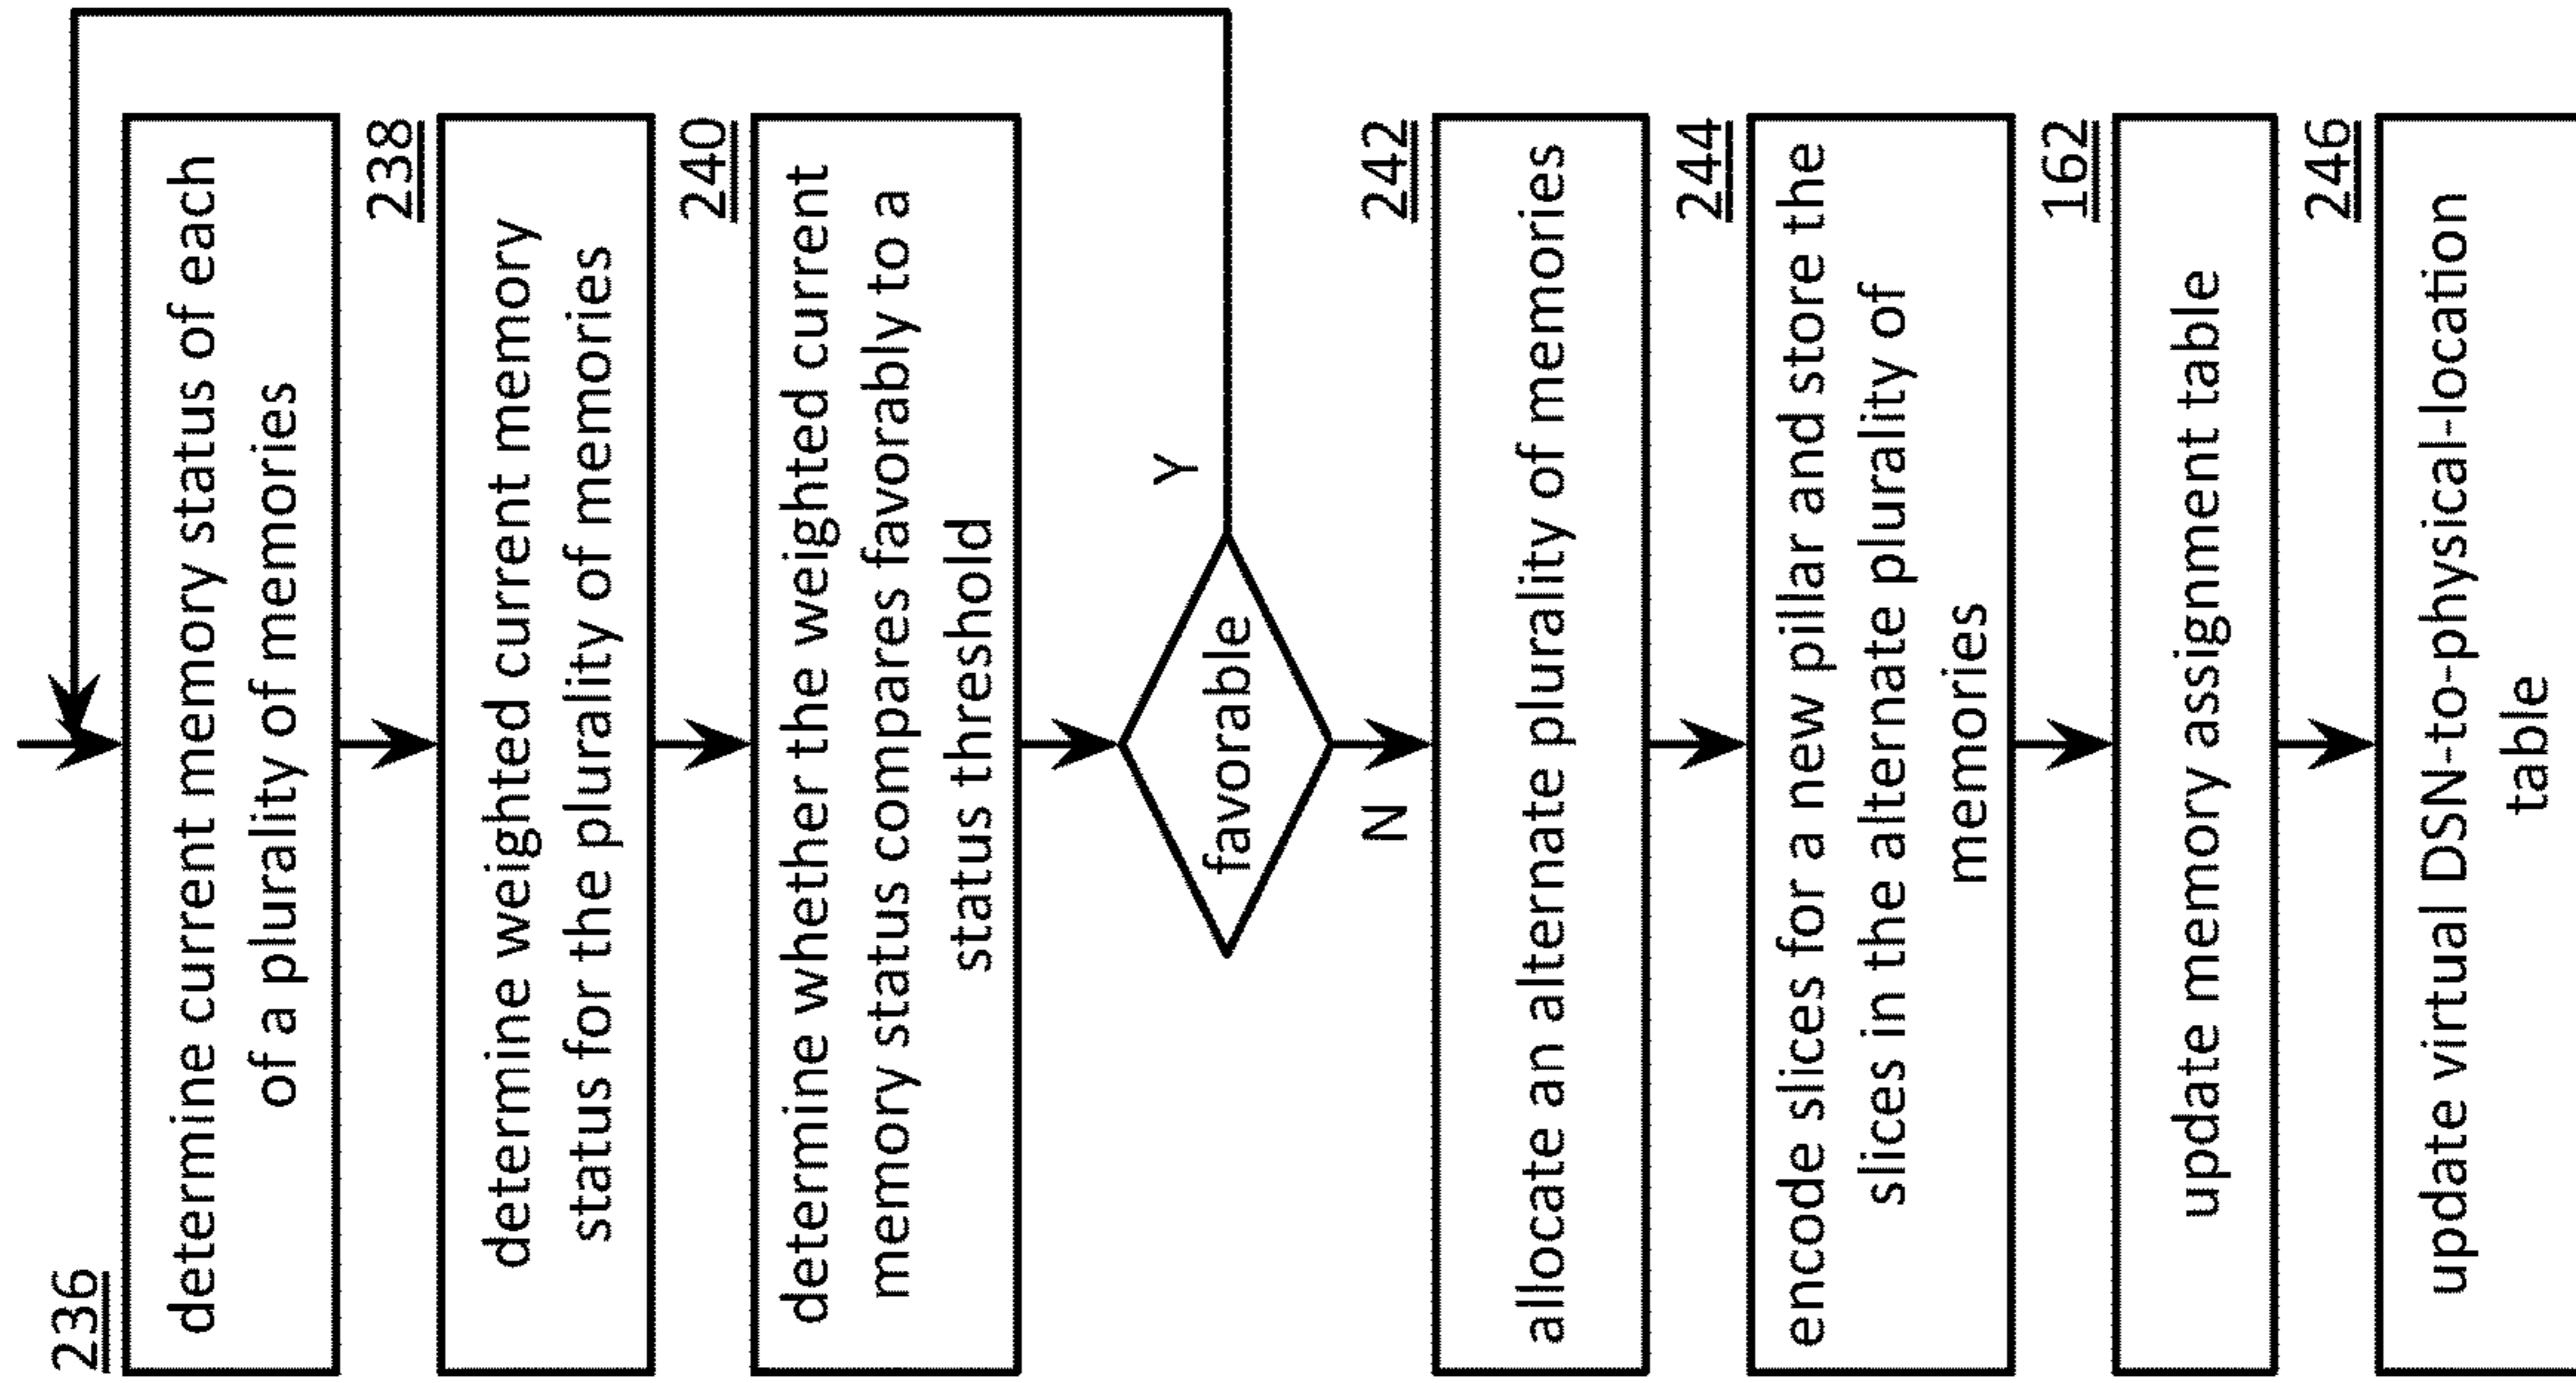 236
determine current memory status of each
of a plurality of memories
238
determine weighted current memory
status for the plurality of memories
240
determine whether the weighted current
memory status compares favorably to a
status threshold
favorable
Y
N
242
allocate an alternate plurality of memories
244
encode slices for a new pillar and store the
slices in the alternate plurality of
memories
162
update memory assignment table
246
update virtual DSN-to-physical-location
table